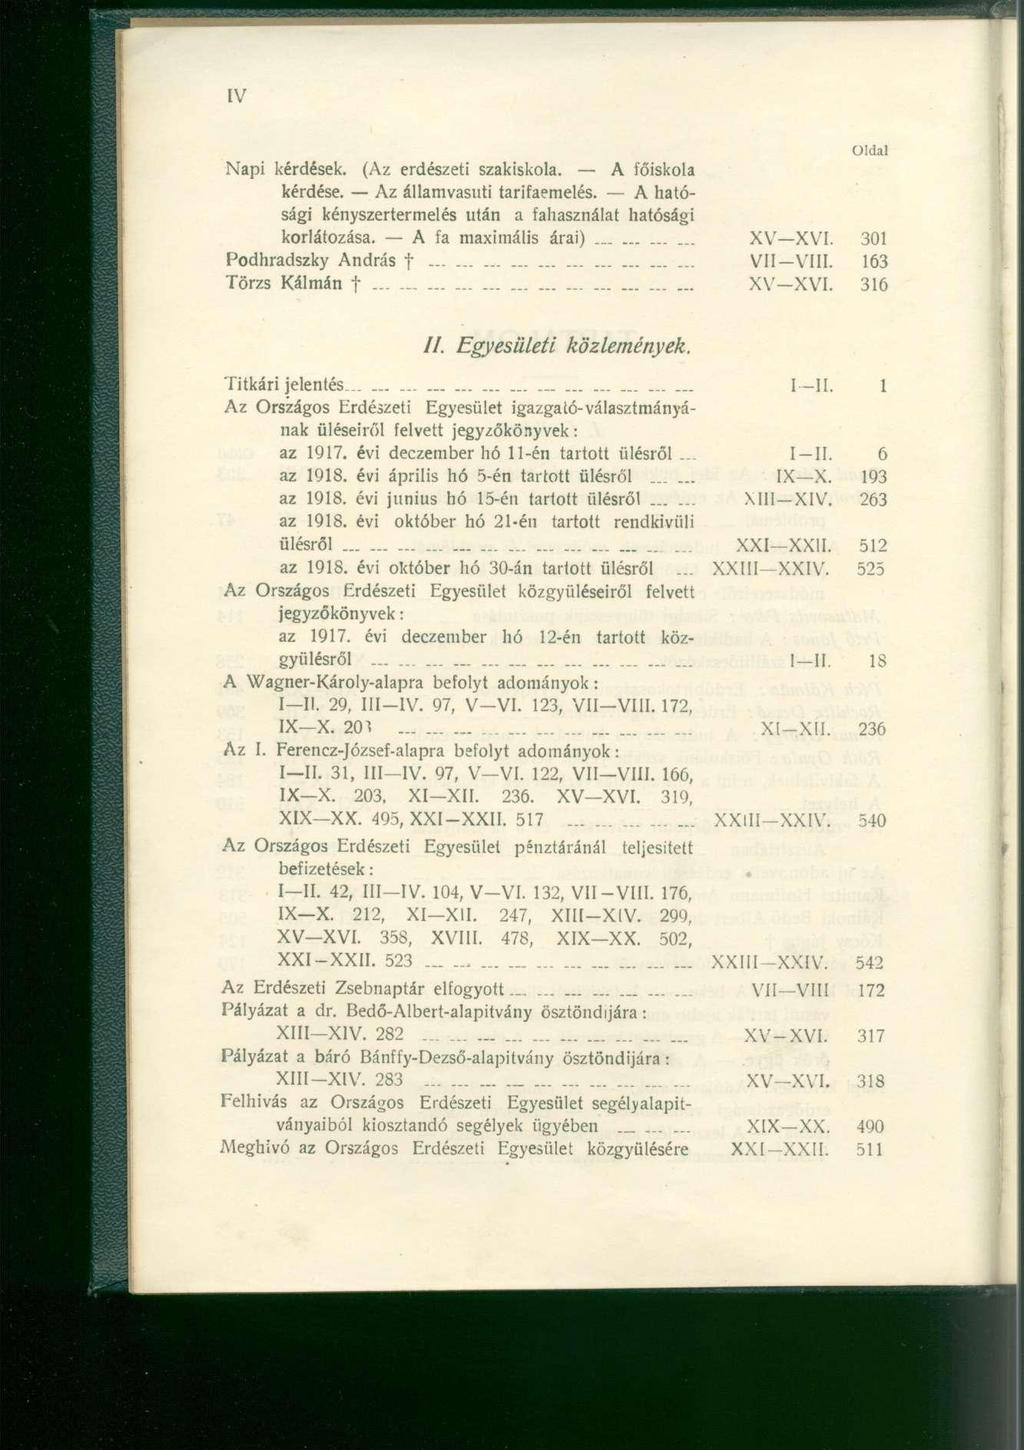 IV
Oldal
Napi kérdések. (Az erdészeti szakiskola. — A főiskola
kérdése. — Az államvasuti tarifaemelés. — A ható-
sági kényszertermelés után a fahasználat hatósági
korlátozása. — A fa maximális árai) XV—XVI. 301
Podhradszky András † VII—VIII. 163
Törzs Kálmán † XV—XVI. 316
II. Egyesületi közlemények.
Titkári jelentés I—II. 1
Az Országos Erdészeti Egyesület igazgató-választmányá-
nak üléseiről felvett jegyzőkönyvek:
az 1917. évi deczember hó 11-én tartott ülésről I—II. 6
az 1918. évi április hó 5-én tartott ülésről IX—X. 193
az 1918. évi junius hó 15-én tartott ülésről XIII—XIV. 263
az 1918. évi október hó 21-én tartott rendkivüli
ülésről XXI—XXII. 512
az 1918. évi október hó 30-án tartott ülésről XXIII—XXIV. 525
Az Országos Erdészeti Egyesület közgyüléseiről felvett
jegyzőkönyvek:
az 1917. évi deczember hó 12-én tartott köz-
gyülésről I—II. 18
A Wagner-Károly-alapra befolyt adományok:
I—II. 29, III—IV. 97, V—VI. 123, VII—VIII. 172,
IX—X. 203 XI—XII. 236
Az I. Ferencz-József-alapra befolyt adományok:
I—II. 31, III—IV. 97, V—VI. 122, VII—VIII. 166,
IX—X. 203, XI—XII. 236. XV—XVI. 319,
XIX—XX. 495, XXI—XXII. 517 XXIII—XXIV. 540
Az Országos Erdészeti Egyesület pénztáránál teljesitett
befizetések:
I—II. 42, III—IV. 104, V—VI. 132, VII—VIII. 176,
IX—X. 212, XI—XII. 247, XIII—XIV. 299,
XV—XVI. 358, XVIII. 478, XIX—XX. 502,
XXI—XXII. 523 XXIII—XXIV. 542
Az Erdészeti Zsebnaptár elfogyott VII—VIII 172
Pályázat a dr. Bedő-Albert-alapitvány ösztöndijára:
XIII—XIV. 282 XV—XVI. 317
Pályázat a báró Bánffy-Dezső-alapitvány ösztöndijára:
XIII—XIV. 283 XV—XVI. 318
Felhivás az Országos Erdészeti Egyesület segélyalapit-
ványaiból kiosztandó segélyek ügyében XIX—XX. 490
Meghivó az Országos Erdészeti Egyesület közgyülésére XXI—XXII. 511